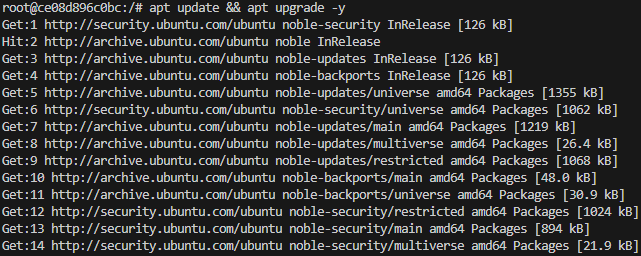 root@ce08d896c0bc:/# apt update && apt upgrade -y
Get:1 http://security.ubuntu.com/ubuntu noble-security InRelease [126 kB]
Hit:2 http://archive.ubuntu.com/ubuntu noble InRelease
Get:3 http://archive.ubuntu.com/ubuntu noble-updates InRelease [126 kB]
Get:4 http://archive.ubuntu.com/ubuntu noble-backports InRelease [126 kB]
Get:5 http://archive.ubuntu.com/ubuntu noble-updates/universe amd64 Packages [1355 kB]
Get:6 http://security.ubuntu.com/ubuntu noble-security/universe amd64 Packages [1062 kB]
Get:7 http://archive.ubuntu.com/ubuntu noble-updates/main amd64 Packages [1219 kB]
Get:8 http://archive.ubuntu.com/ubuntu noble-updates/multiverse amd64 Packages [26.4 kB]
Get:9 http://archive.ubuntu.com/ubuntu noble-updates/restricted amd64 Packages [1068 kB]
Get:10 http://archive.ubuntu.com/ubuntu noble-backports/main amd64 Packages [48.0 kB]
Get:11 http://archive.ubuntu.com/ubuntu noble-backports/universe amd64 Packages [30.9 kB]
Get:12 http://security.ubuntu.com/ubuntu noble-security/restricted amd64 Packages [1024 kB]
Get:13 http://security.ubuntu.com/ubuntu noble-security/main amd64 Packages [894 kB]
Get:14 http://security.ubuntu.com/ubuntu noble-security/multiverse amd64 Packages [21.9 kB]